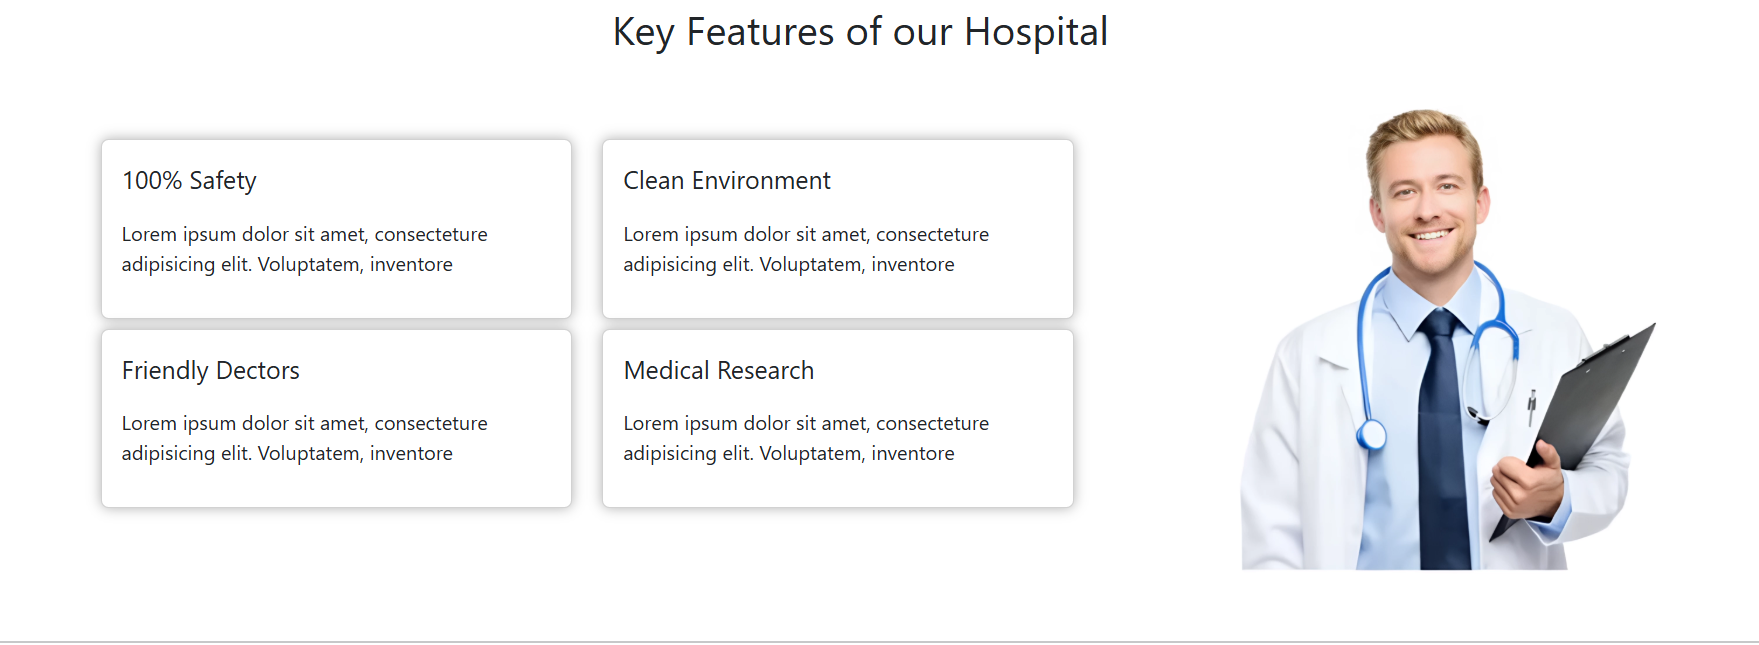 Key Features of our Hospital
100% Safety
Lorem ipsum dolor sit amet, consecteture
adipisicing elit. Voluptatem, inventore
Clean Environment
Lorem ipsum dolor sit amet, consecteture
adipisicing elit. Voluptatem, inventore
Friendly Dectors
Lorem ipsum dolor sit amet, consecteture
adipisicing elit. Voluptatem, inventore
Medical Research
Lorem ipsum dolor sit amet, consecteture
adipisicing elit. Voluptatem, inventore